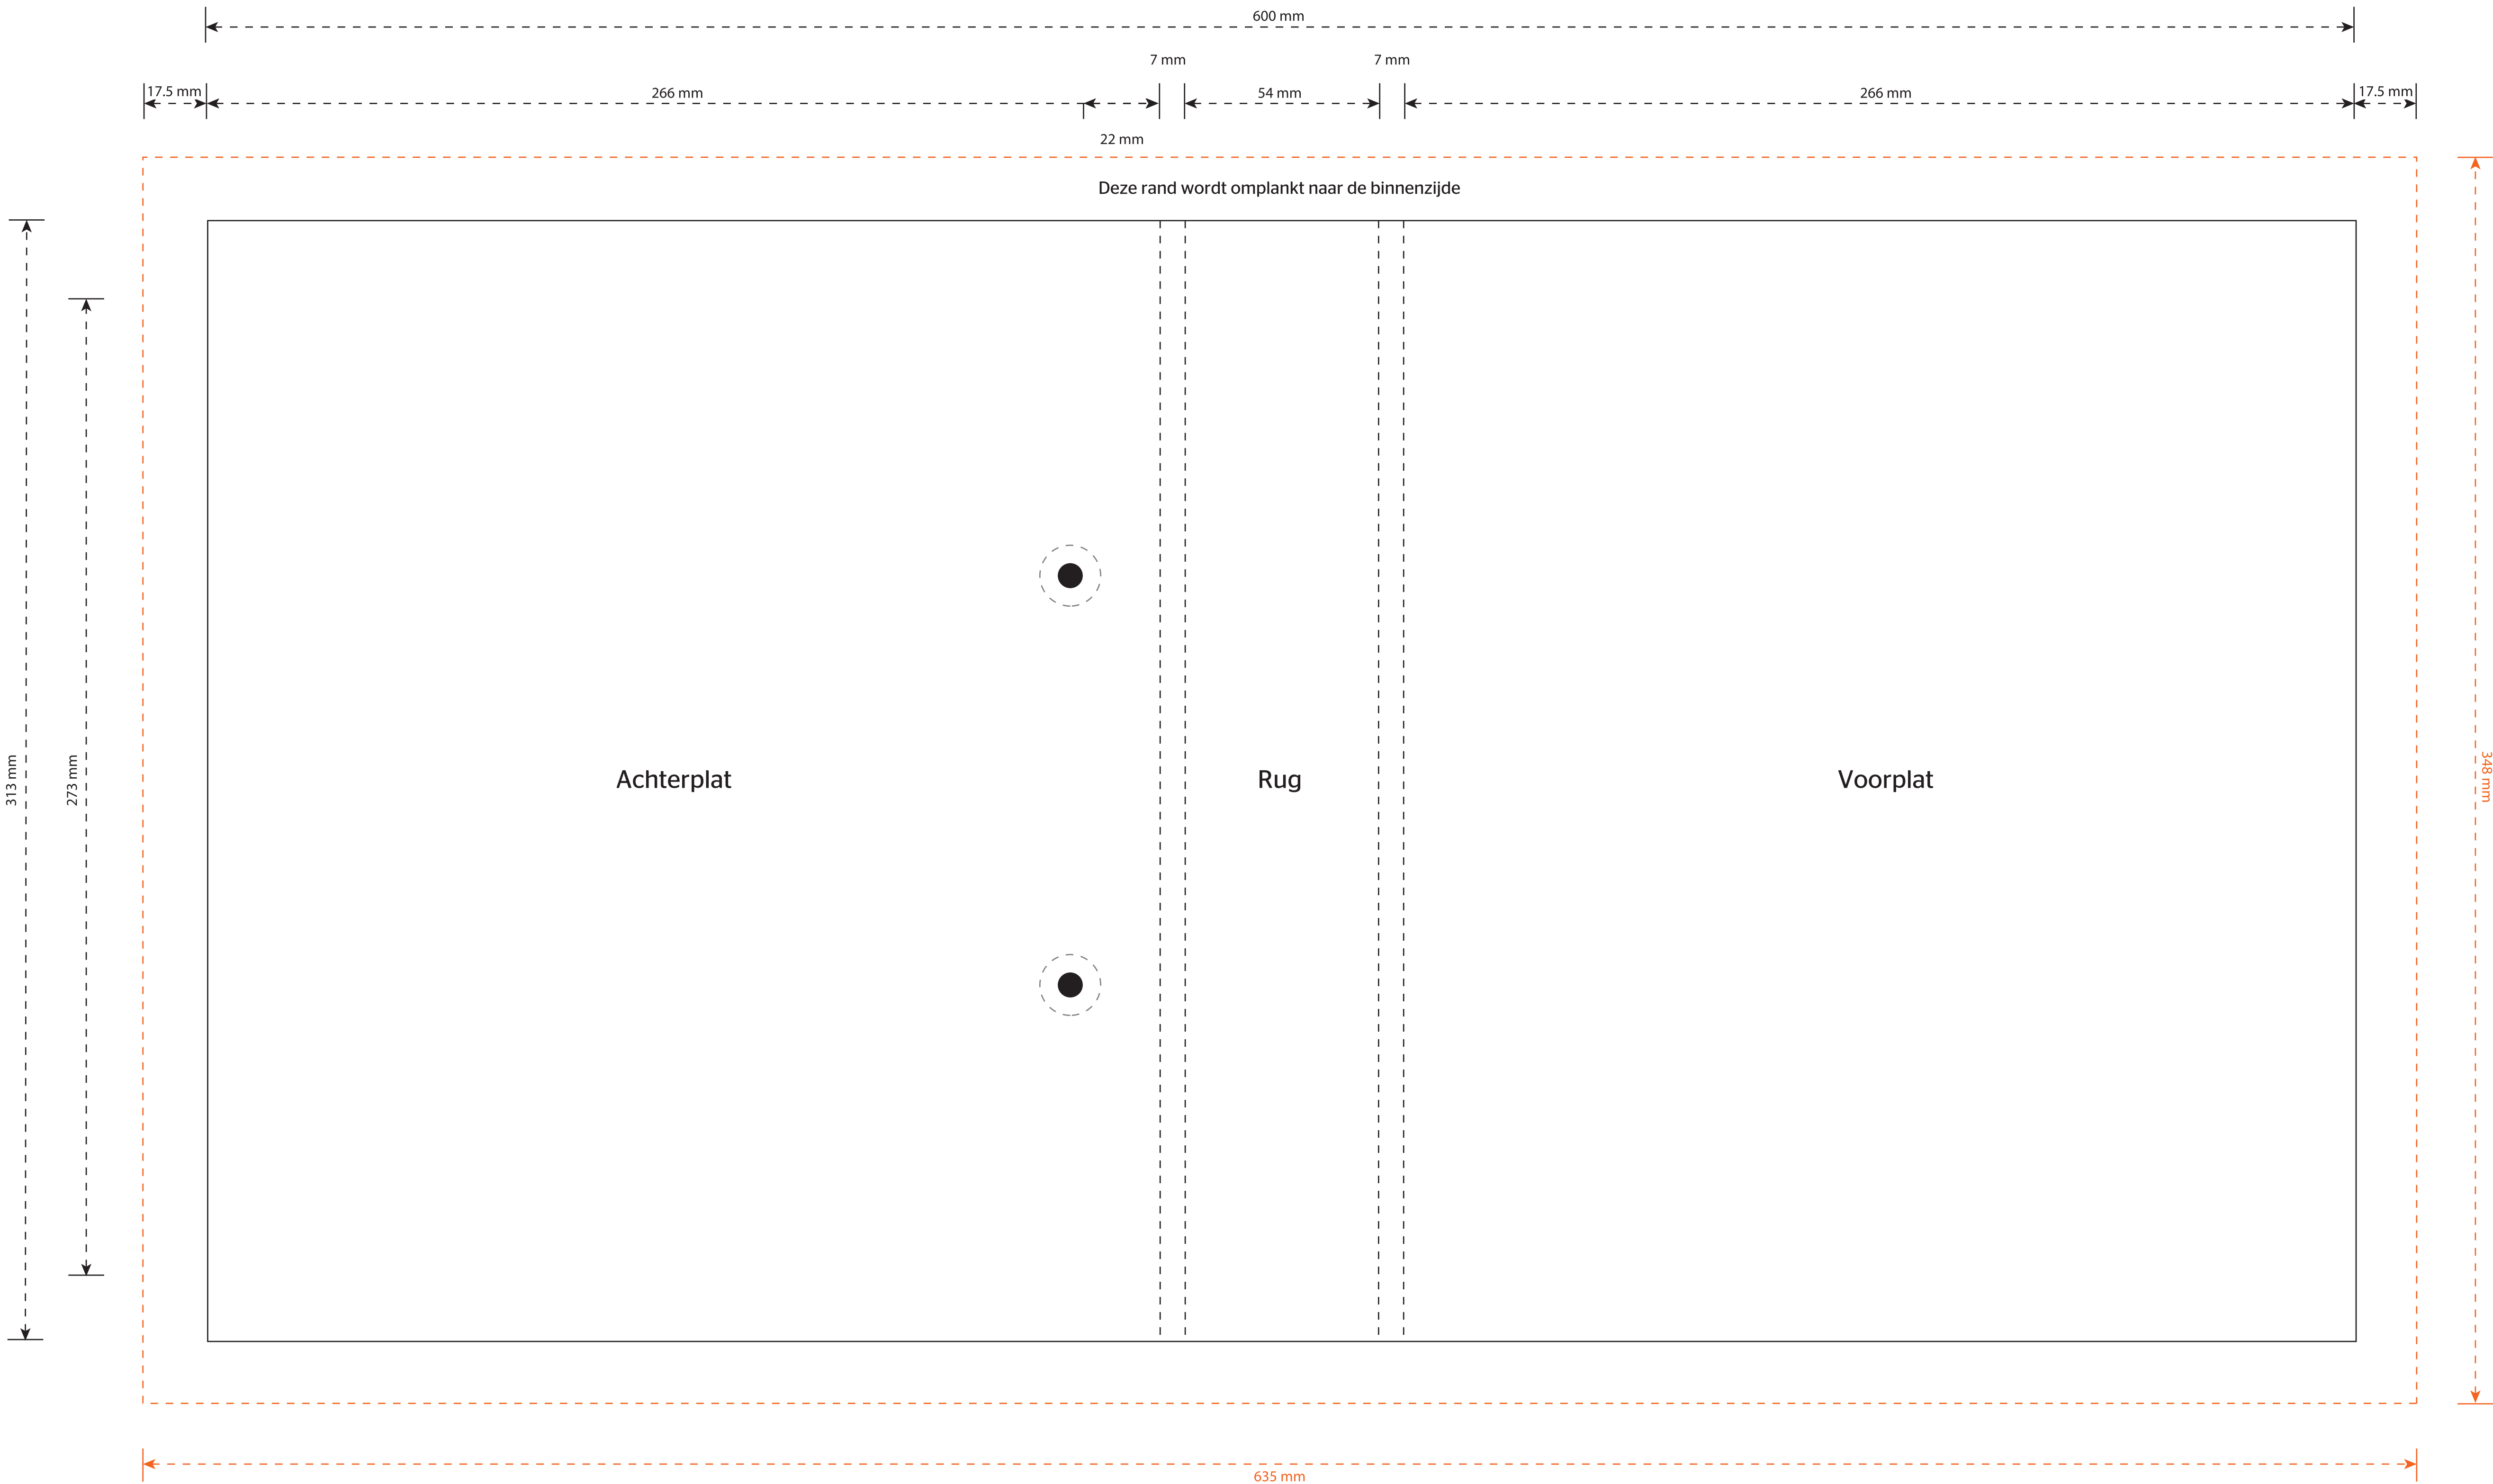 600 mm
7 mm
7 mm
17.5 mm
266 mm
54 mm
266 mm
17.5 mm
22 mm
Deze rand wordt omplankt naar de binnenzijde
313 mm
273 mm
Achterplat
Rug
Voorplat
348 mm
635 mm